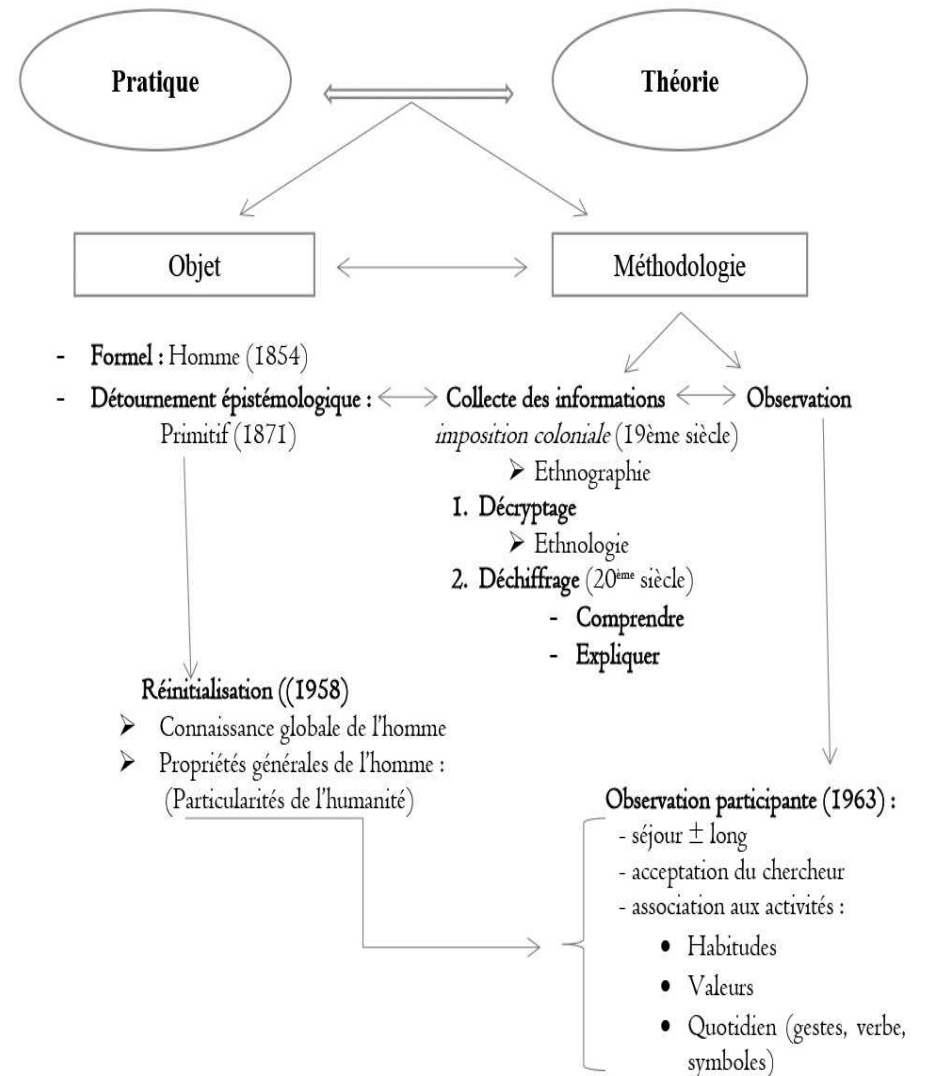 Pratique
Théorie
Objet
Méthodologie
- Formel : Homme (1854)
- Détournement épistémologique :
Primitif (1871)
Collecte des informations
imposition coloniale (19ème siècle)
➤ Ethnographie
1. Décryptage
➤ Ethnologie
2. Déchiffrage (20ème siècle)
- Comprendre
- Expliquer
Observation
Réinitialisation ((1958)
➤ Connaissance globale de l'homme
➤ Propriétés générales de l'homme :
(Particularités de l'humanité)
Observation participante (1963) :
- séjour ± long
- acceptation du chercheur
- association aux activités :
• Habitudes
• Valeurs
• Quotidien (gestes, verbe,
symboles)